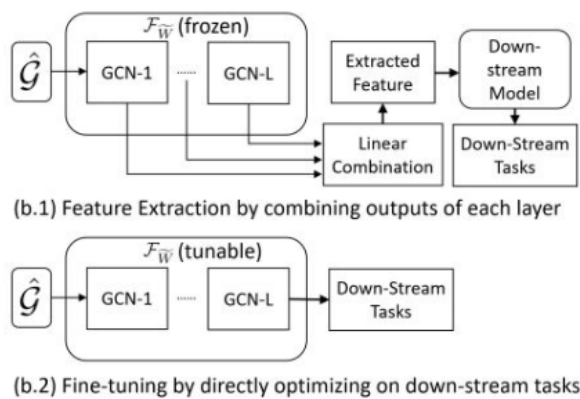 𝓕_W̃ (frozen)
Ĝ
GCN-1
......
GCN-L
Extracted
Feature
Down-
stream
Model
Linear
Combination
Down-Stream
Tasks
(b.1) Feature Extraction by combining outputs of each layer
𝓕_W̃ (tunable)
Ĝ
GCN-1
......
GCN-L
Down-Stream
Tasks
(b.2) Fine-tuning by directly optimizing on down-stream tasks